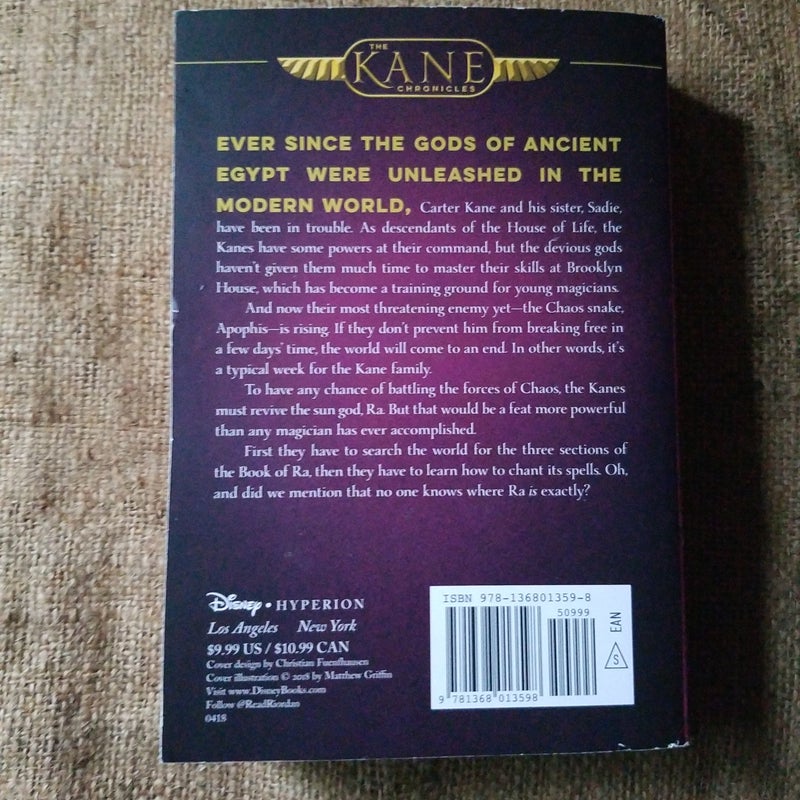 THE
KANE
CHRONICLES
EVER SINCE THE GODS OF ANCIENT
EGYPT WERE UNLEASHED IN THE
MODERN WORLD, Carter Kane and his sister, Sadie,
have been in trouble. As descendants of the House of Life, the
Kanes have some powers at their command, but the devious gods
haven't given them much time to master their skills at Brooklyn
House, which has become a training ground for young magicians.
And now their most threatening enemy yet—the Chaos snake,
Apophis—is rising. If they don't prevent him from breaking free in
a few days' time, the world will come to an end. In other words, it's
a typical week for the Kane family.
To have any chance of battling the forces of Chaos, the Kanes
must revive the sun god, Ra. But that would be a feat more powerful
than any magician has ever accomplished.
First they have to search the world for the three sections of
the Book of Ra, then they have to learn how to chant its spells. Oh,
and did we mention that no one knows where Ra is exactly?
Disney • HYPERION
Los Angeles New York
$9.99 US / $10.99 CAN
Cover design by Christian Fuenfhausen
Cover illustration © 2018 by Matthew Griffin
Visit www.DisneyBooks.com
Follow @ReadRiordan
0418
ISBN 978-136801359-8
50999
EAN
S
9 781368 013598